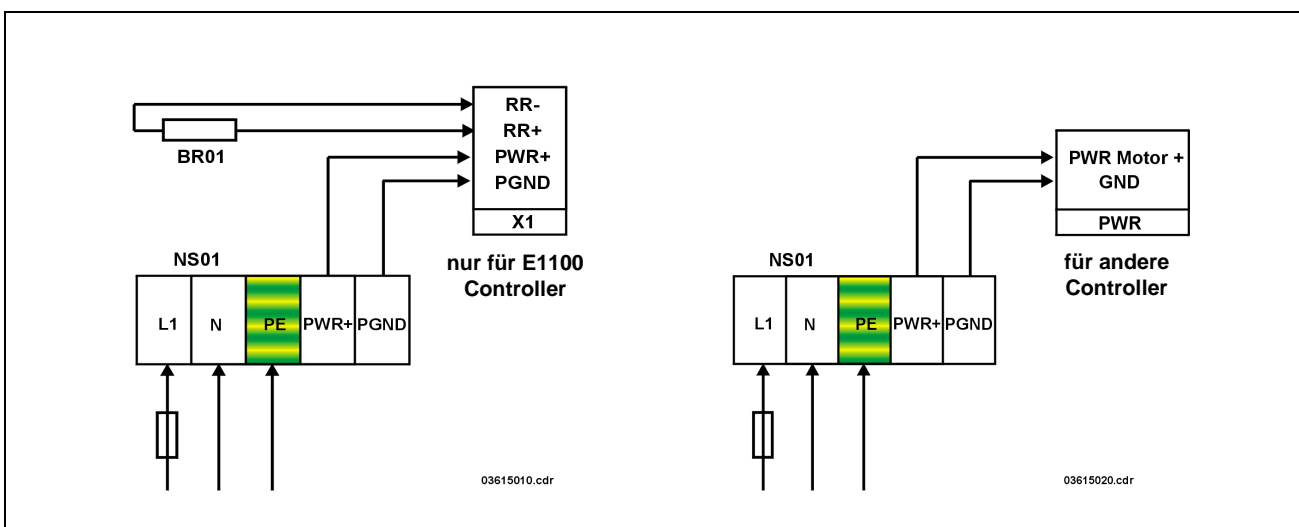 RR-
RR+
PWR+
PGND
X1
BR01
nur für E1100
Controller
NS01
L1
N
PE
PWR+
PGND
03615010.cdr
PWR Motor +
GND
PWR
für andere
Controller
NS01
L1
N
PE
PWR+
PGND
03615020.cdr